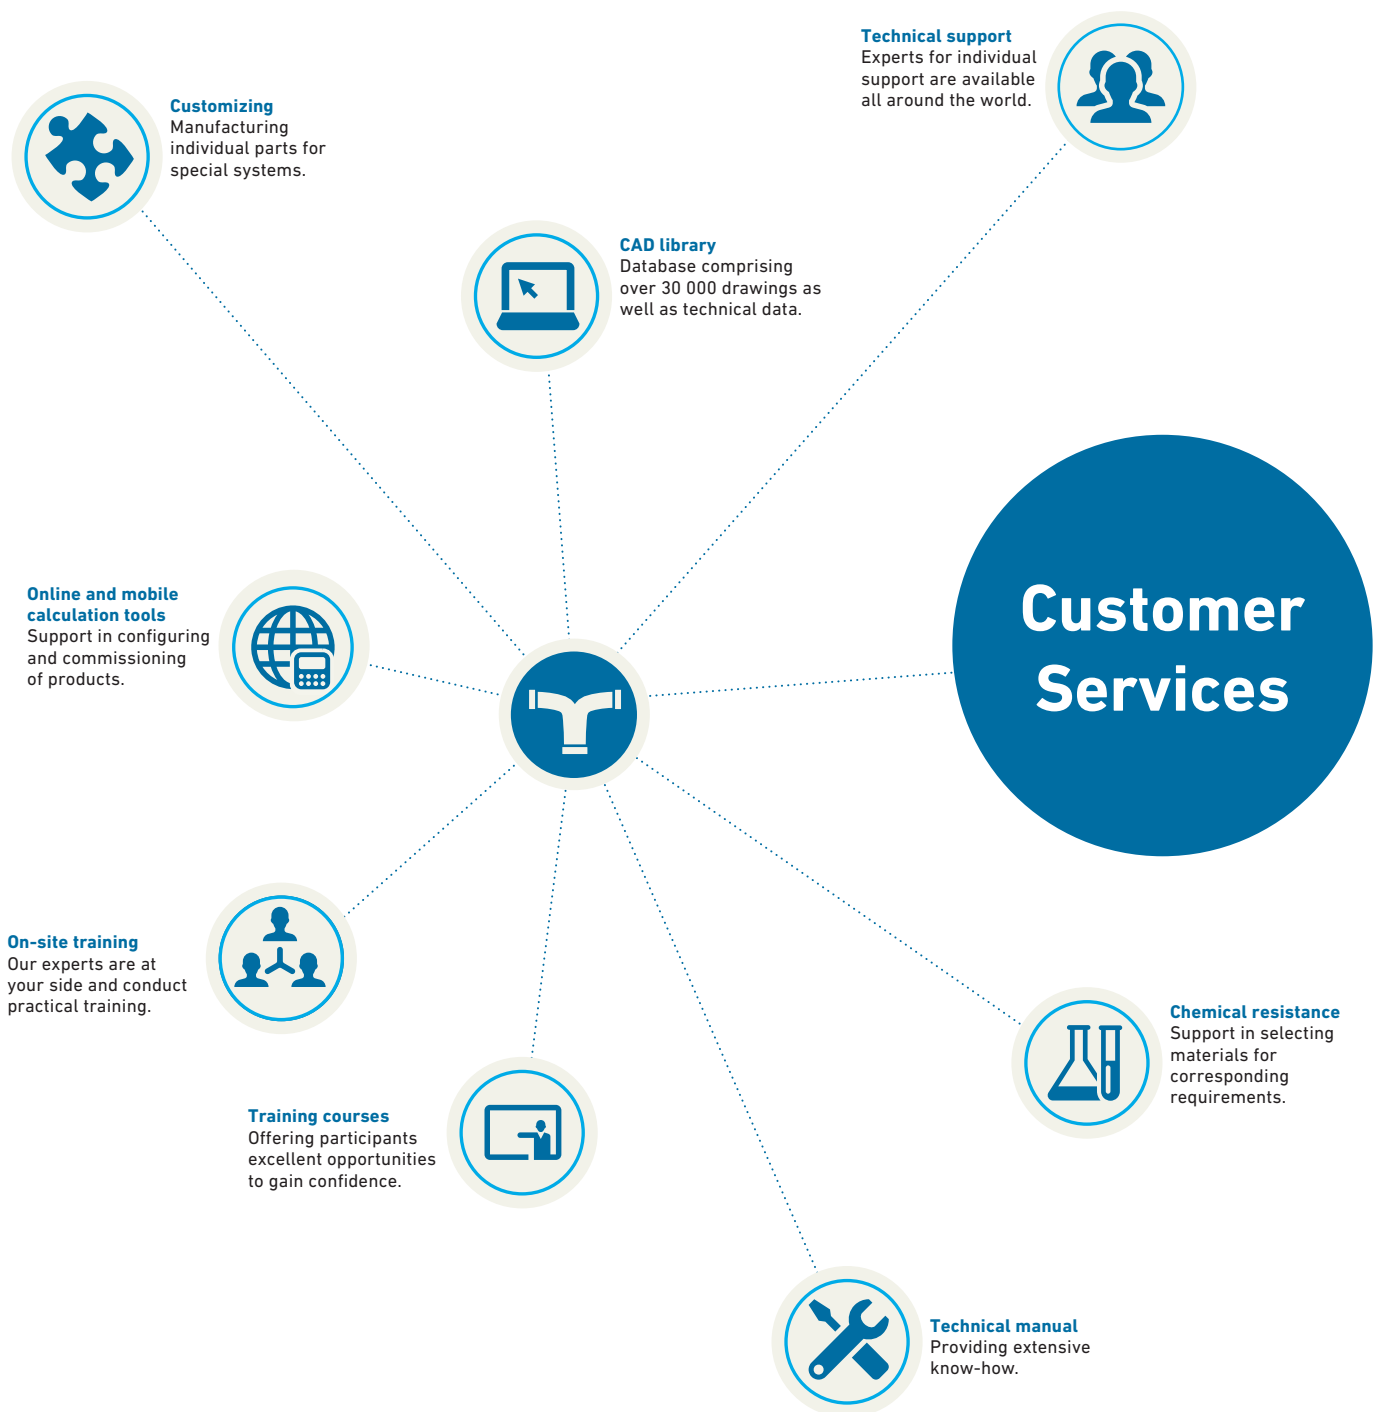 Technical support
Experts for individual
support are available
all around the world.
Customizing
Manufacturing
individual parts for
special systems.
CAD library
Database comprising
over 30 000 drawings as
well as technical data.
Customer
Services
Online and mobile
calculation tools
Support in configuring
and commissioning
of products.
On-site training
Our experts are at
your side and conduct
practical training.
Chemical resistance
Support in selecting
materials for
corresponding
requirements.
Training courses
Offering participants
excellent opportunities
to gain confidence.
Technical manual
Providing extensive
know-how.